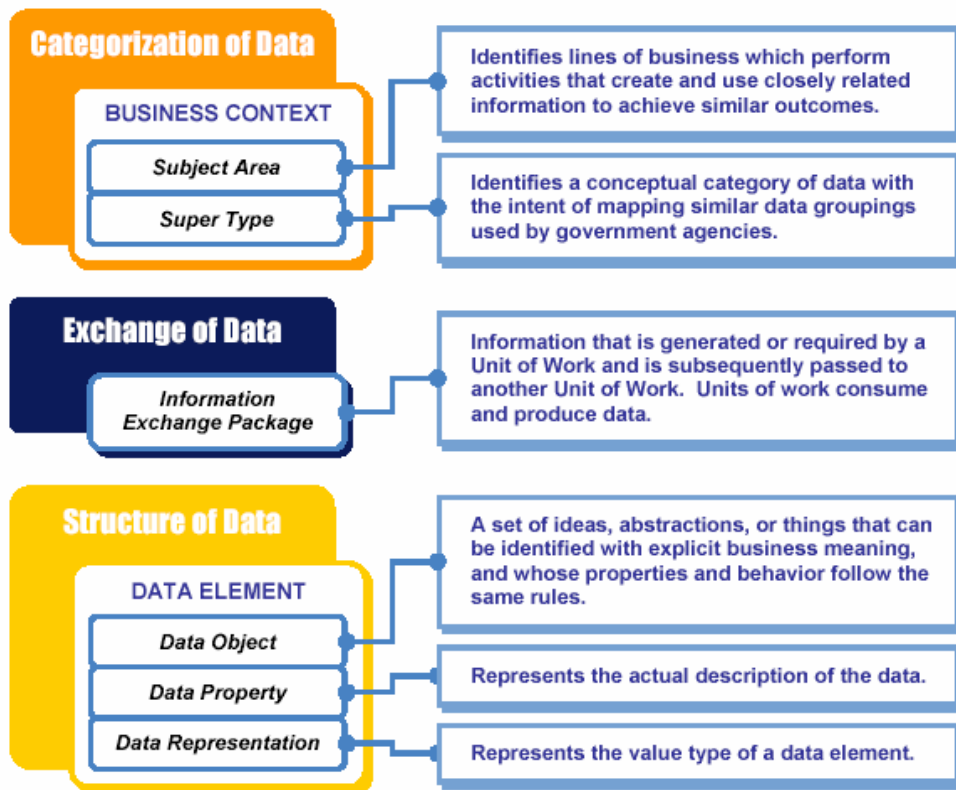 Categorization of Data
BUSINESS CONTEXT
Subject Area
Super Type
Identifies lines of business which perform
activities that create and use closely related
information to achieve similar outcomes.
Identifies a conceptual category of data with
the intent of mapping similar data groupings
used by government agencies.
Exchange of Data
Information
Exchange Package
Information that is generated or required by a
Unit of Work and is subsequently passed to
another Unit of Work.  Units of work consume
and produce data.
Structure of Data
DATA ELEMENT
Data Object
Data Property
Data Representation
A set of ideas, abstractions, or things that can
be identified with explicit business meaning,
and whose properties and behavior follow the
same rules.
Represents the actual description of the data.
Represents the value type of a data element.